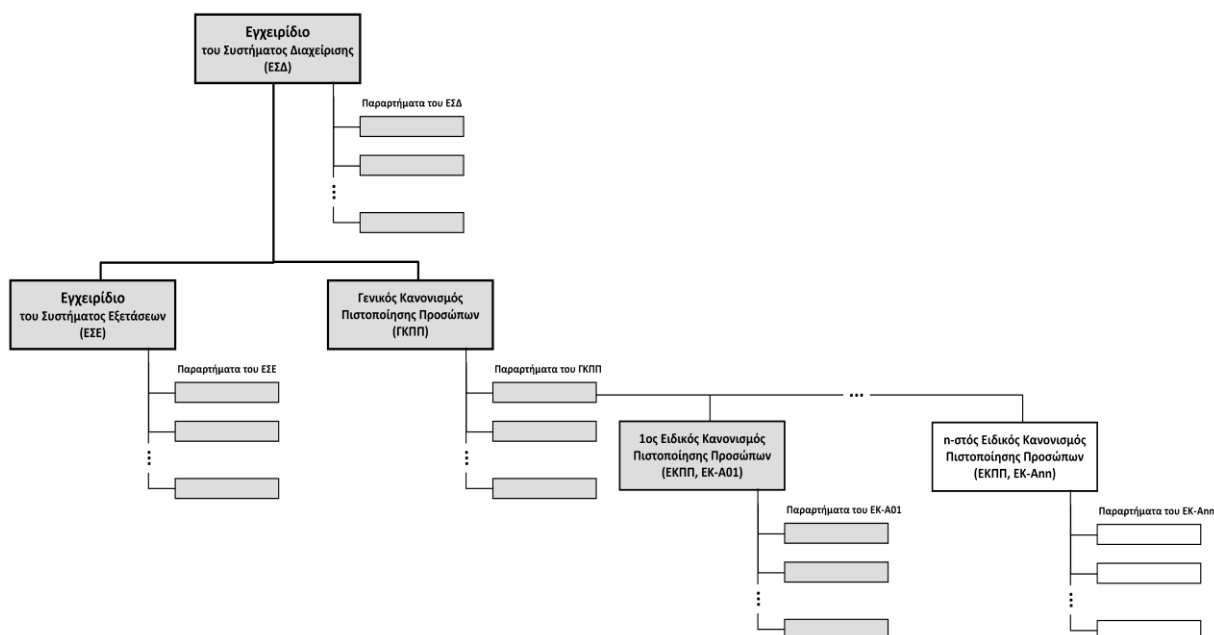 Εγχειρίδιο
του Συστήματος Διαχείρισης
(ΕΣΔ)
Παραρτήματα του ΕΣΔ
Εγχειρίδιο
του Συστήματος Εξετάσεων
(ΕΣΕ)
Γενικός Κανονισμός
Πιστοποίησης Προσώπων
(ΓΚΠΠ)
Παραρτήματα του ΕΣΕ
Παραρτήματα του ΓΚΠΠ
1ος Ειδικός Κανονισμός
Πιστοποίησης Προσώπων
(ΕΚΠΠ, ΕΚ-Α01)
n-στός Ειδικός Κανονισμός
Πιστοποίησης Προσώπων
(ΕΚΠΠ, ΕΚ-Ann)
Παραρτήματα του ΕΚ-Α01
Παραρτήματα του ΕΚ-Ann